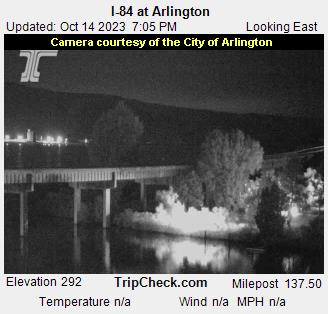 I-84 at Arlington
Updated: Oct 14 2023 7:05 PM Looking East
Camera courtesy of the City of Arlington
Elevation 292 TripCheck.com Milepost 137.50
Temperature n/a Wind n/a MPH n/a